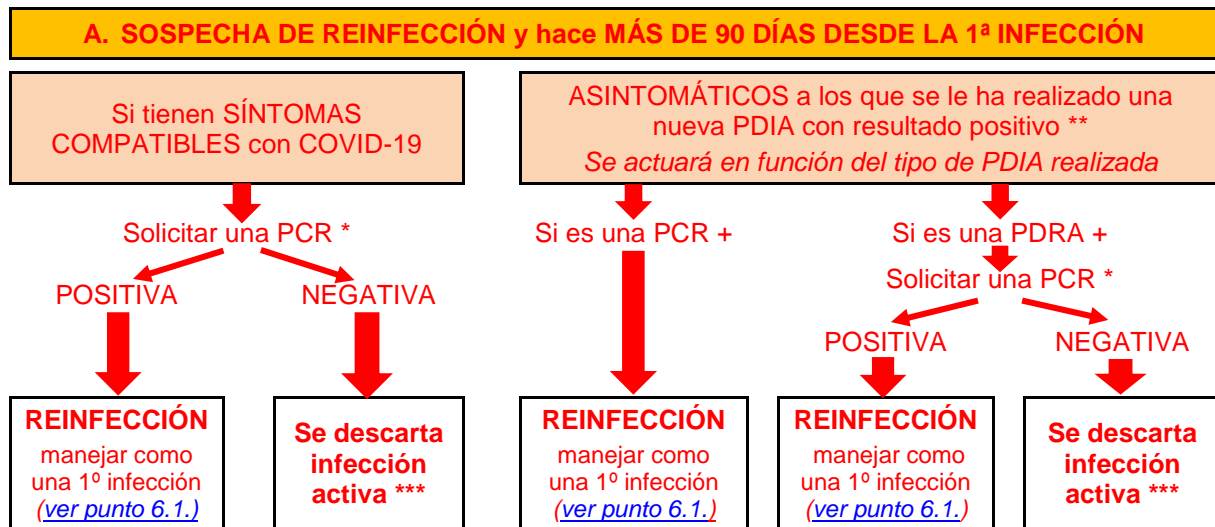 A. SOSPECHA DE REINFECCIÓN y hace MÁS DE 90 DÍAS DESDE LA 1ª INFECCIÓN
Si tienen SÍNTOMAS
COMPATIBLES con COVID-19
ASINTOMÁTICOS a los que se le ha realizado una
nueva PDIA con resultado positivo **
Se actuará en función del tipo de PDIA realizada
Solicitar una PCR *
POSITIVA
NEGATIVA
Si es una PCR +
Si es una PDRA +
Solicitar una PCR *
POSITIVA
NEGATIVA
REINFECCIÓN
manejar como
una 1º infección
(ver punto 6.1.)
Se descarta
infección
activa ***
REINFECCIÓN
manejar como
una 1º infección
(ver punto 6.1.)
REINFECCIÓN
manejar como
una 1º infección
(ver punto 6.1.)
Se descarta
infección
activa ***